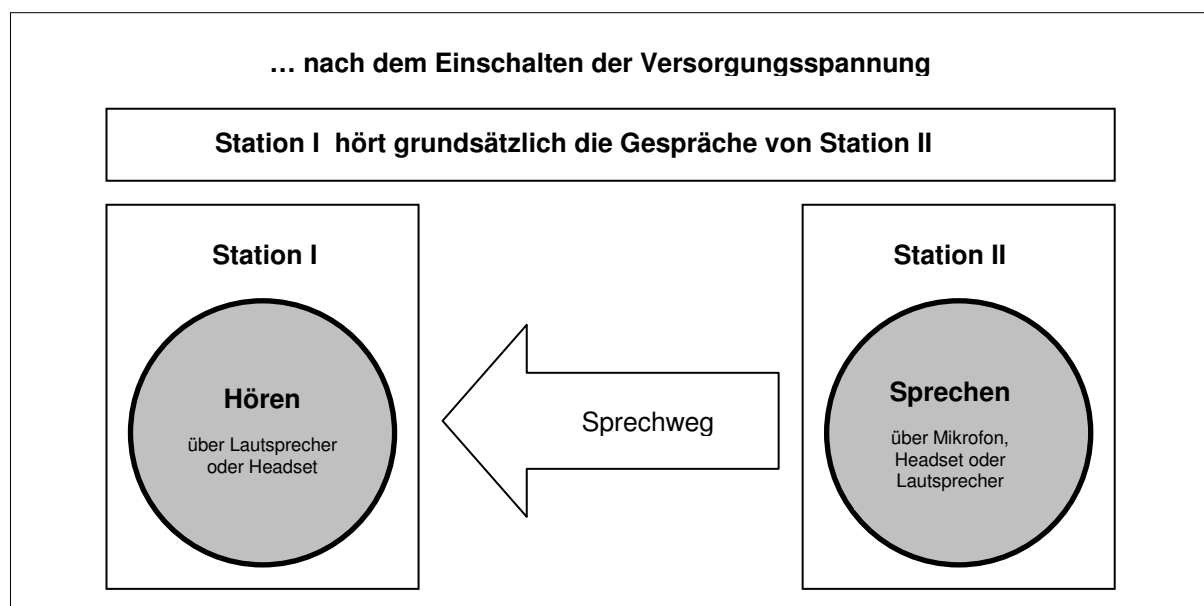 … nach dem Einschalten der Versorgungsspannung
Station I hört grundsätzlich die Gespräche von Station II
Station I
Hören
über Lautsprecher
oder Headset
Sprechweg
Station II
Sprechen
über Mikrofon,
Headset oder
Lautsprecher